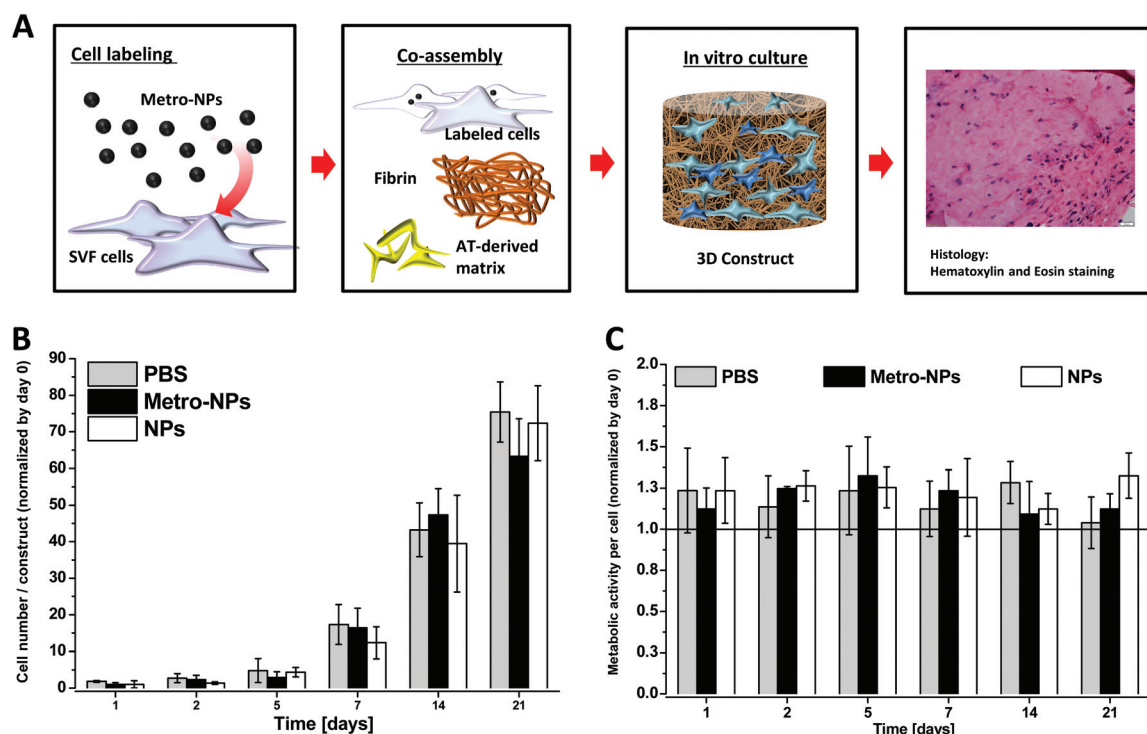 A
Cell labeling
Metro-NPs
SVF cells
Co-assembly
Labeled cells
Fibrin
AT-derived
matrix
In vitro culture
3D Construct
Histology:
Hematoxylin and Eosin staining
B
Cell number / construct (normalized by day 0)
90
80
70
60
50
40
30
20
10
0
PBS
Metro-NPs
NPs
1 2 5 7 14 21
Time [days]
C
Metabolic activity per cell (normalized by day 0)
2.0
1.8
1.5
1.3
1.0
0.8
0.5
0.3
0.0
PBS Metro-NPs NPs
1 2 5 7 14 21
Time [days]